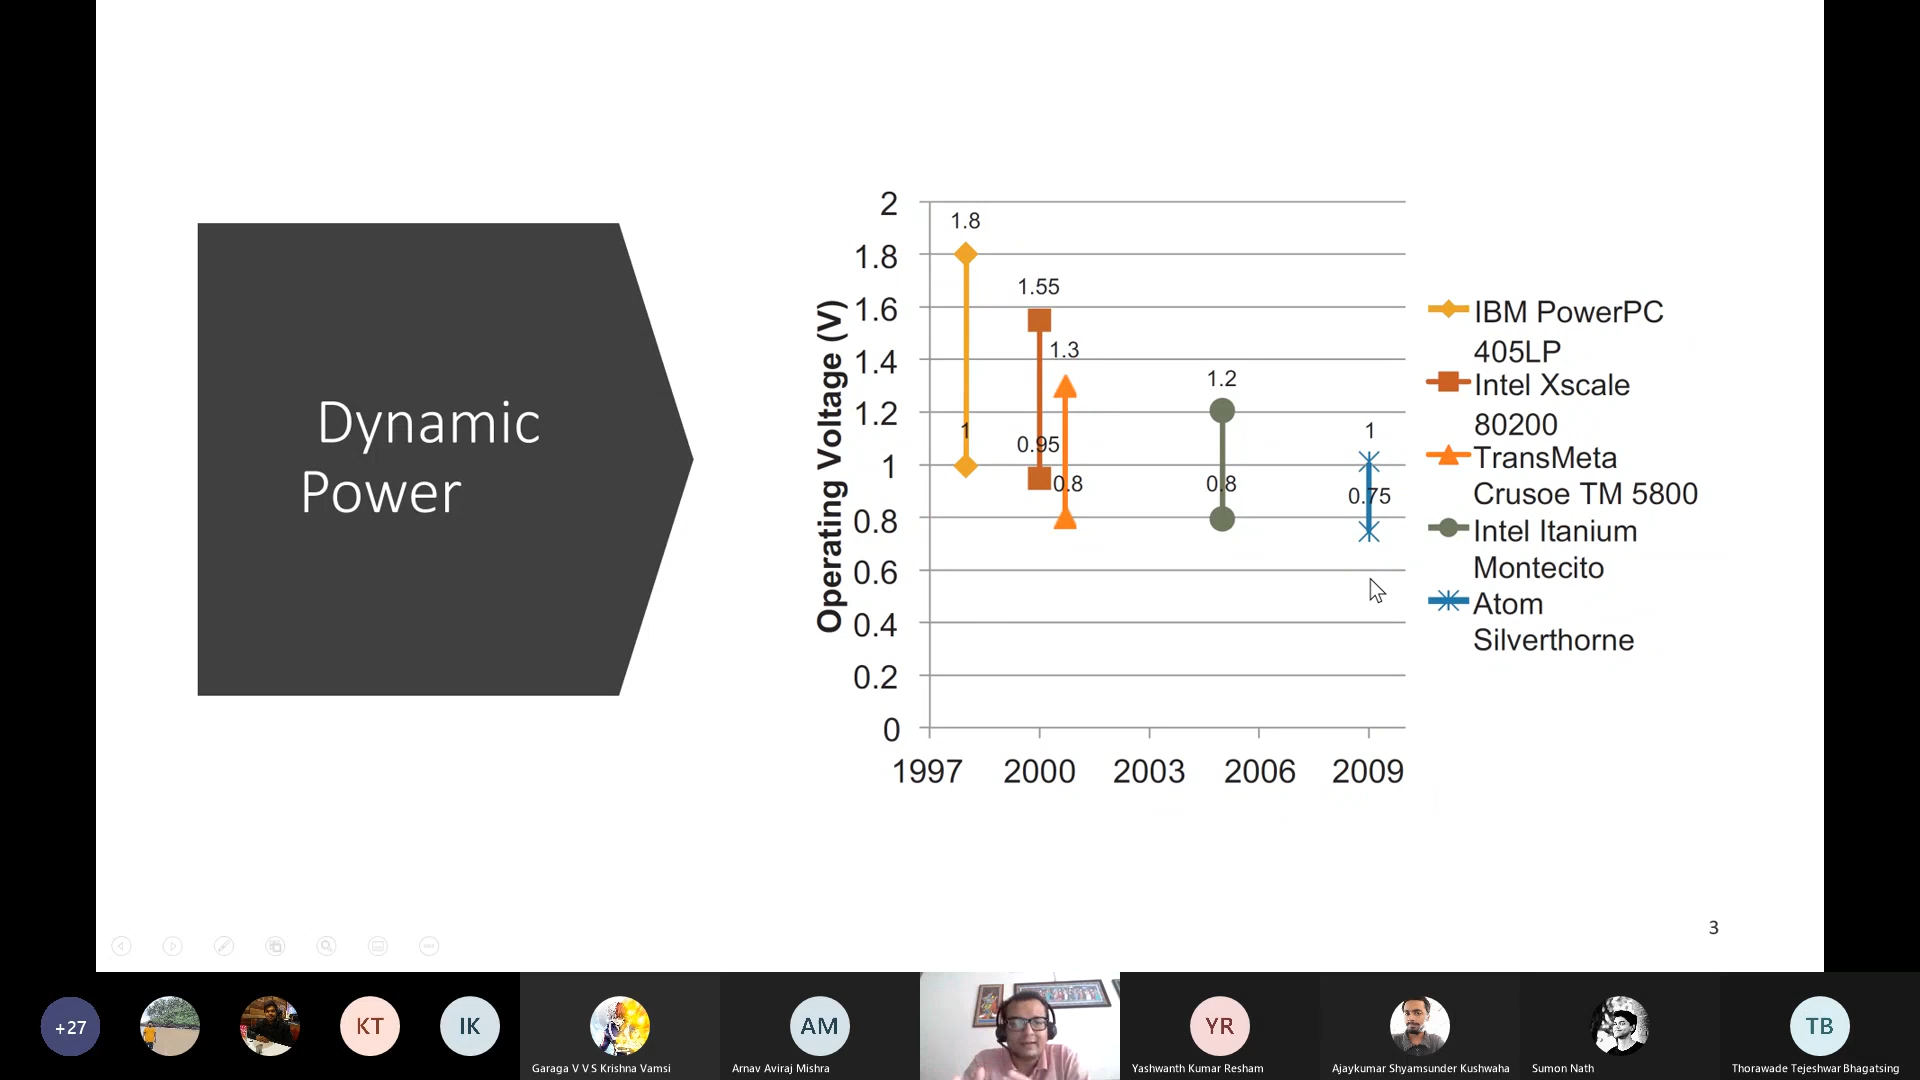 Dynamic
Power
Operating Voltage (V)
2
1.8
1.6
1.4
1.2
1
0.8
0.6
0.4
0.2
0
1.8
1
1.55
0.95
1.3
0.8
1.2
0.8
1
0.75
1997 2000 2003 2006 2009
IBM PowerPC
405LP
Intel Xscale
80200
TransMeta
Crusoe TM 5800
Intel Itanium
Montecito
Atom
Silverthorne
3
+27
KT
IK
Garaga V V S Krishna Vamsi
AM
Arnav Aviraj Mishra
YR
Yashwanth Kumar Resham
Ajaykumar Shyamsunder Kushwaha
Sumon Nath
TB
Thorawade Tejeshwar Bhagatsing